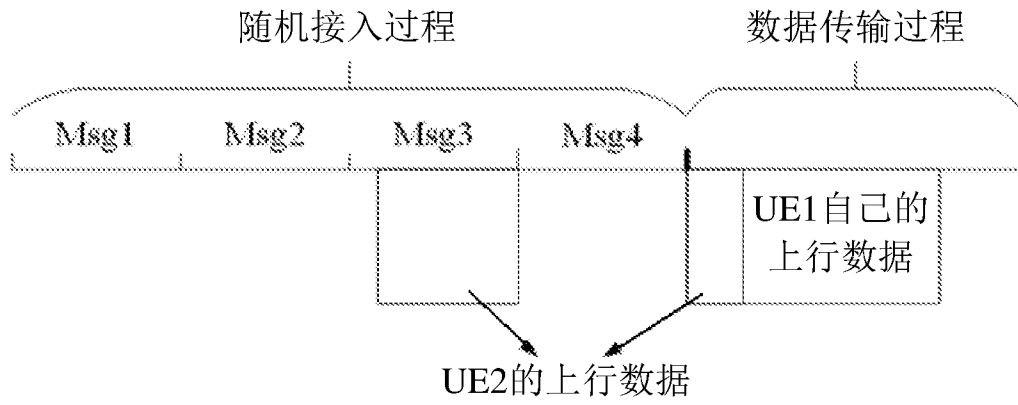 随机接入过程
数据传输过程
Msg1
Msg2
Msg3
Msg4
UE1自己的
上行数据
UE2的上行数据